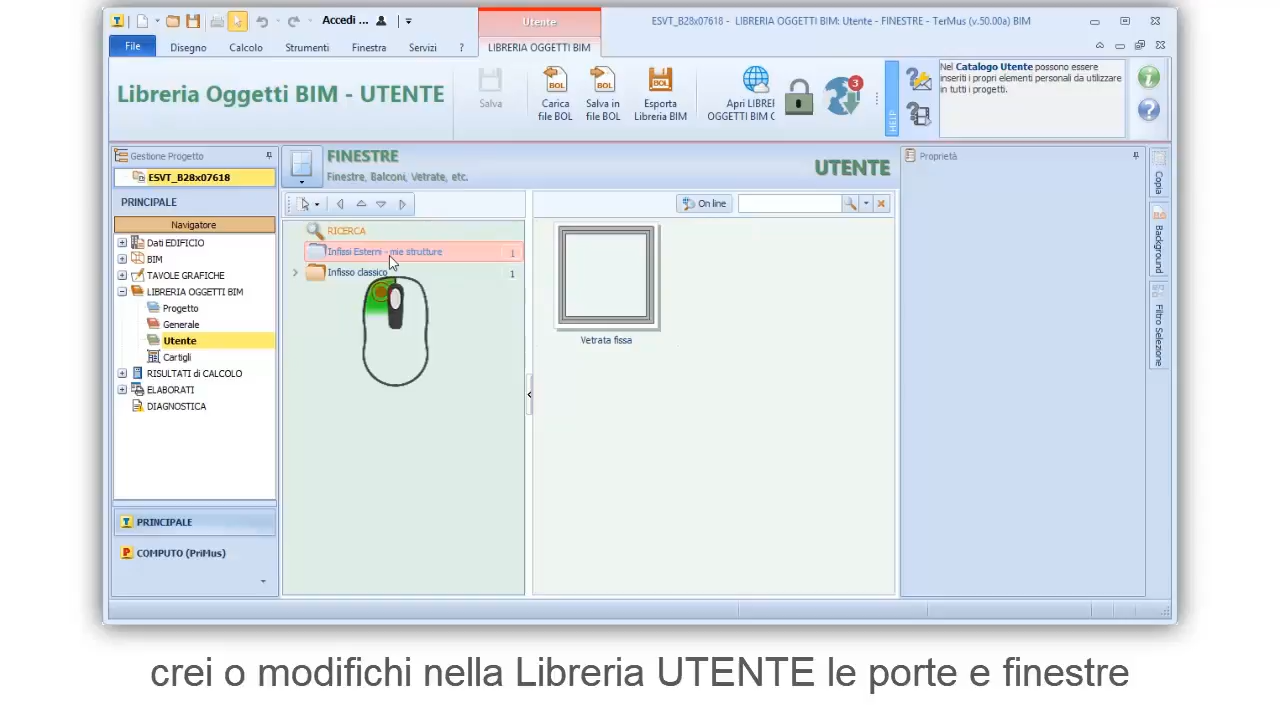 Accedi ...
Utente
ESVT_B28x07618 - LIBRERIA OGGETTI BIM: Utente - FINESTRE - TerMus (v.50.00a) BIM
File
Disegno
Calcolo
Strumenti
Finestra
Servizi
?
LIBRERIA OGGETTI BIM
Libreria Oggetti BIM - UTENTE
Salva
Carica
file BOL
Salva in
file BOL
Esporta
Libreria BIM
Apri LIBRE
OGGETTI BIM
3
HELP
Nel Catalogo Utente possono essere
inseriti i propri elementi personali da utilizzare
in tutti i progetti.
Gestione Progetto
ESVT_B28x07618
PRINCIPALE
Navigatore
Dati EDIFICIO
BIM
TAVOLE GRAFICHE
LIBRERIA OGGETTI BIM
Progetto
Generale
Utente
Cartigli
RISULTATI di CALCOLO
ELABORATI
DIAGNOSTICA
PRINCIPALE
COMPUTO (PriMus)
FINESTRE
Finestre, Balconi, Vetrate, etc.
UTENTE
On line
RICERCA
Infissi Esterni - mie strutture 1
Infisso classico 1
Vetrata fissa
Proprietà
Copia
Background
Filtro Selezione
crei o modifichi nella Libreria UTENTE le porte e finestre